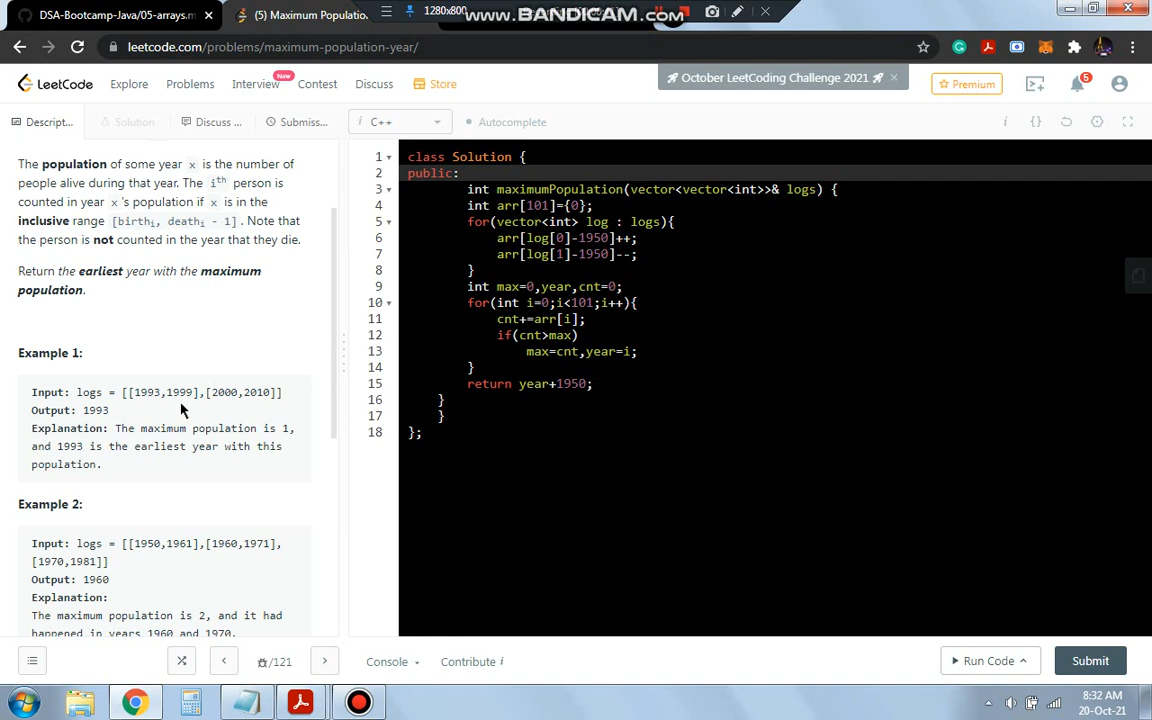 DSA-Bootcamp-Java/05-arrays.m
(5) Maximum Populatio
1280x800
www.BANDICAM.com
leetcode.com/problems/maximum-population-year/
LeetCode
Explore
Problems
Interview
New
Contest
Discuss
Store
October LeetCoding Challenge 2021
Premium
5
Descript...
Solution
Discuss ...
Submiss...
i C++
Autocomplete
The population of some year x is the number of
people alive during that year. The ith person is
counted in year x 's population if x is in the
inclusive range [birthi, deathi - 1]. Note that
the person is not counted in the year that they die.
Return the earliest year with the maximum
population.
Example 1:
Input: logs = [[1993,1999],[2000,2010]]
Output: 1993
Explanation: The maximum population is 1,
and 1993 is the earliest year with this
population.
Example 2:
Input: logs = [[1950,1961],[1960,1971],
[1970,1981]]
Output: 1960
Explanation:
The maximum population is 2, and it had
happened in years 1960 and 1970.
1 class Solution {
2 public:
3 int maximumPopulation(vector<vector<int>>& logs) {
4 int arr[101]={0};
5 for(vector<int> log : logs){
6 arr[log[0]-1950]++;
7 arr[log[1]-1950]--;
8 }
9 int max=0,year,cnt=0;
10 for(int i=0;i<101;i++){
11 cnt+=arr[i];
12 if(cnt>max)
13 max=cnt,year=i;
14 }
15 return year+1950;
16 }
17 }
18 };
/121
Console
Contribute i
Run Code
Submit
8:32 AM
20-Oct-21